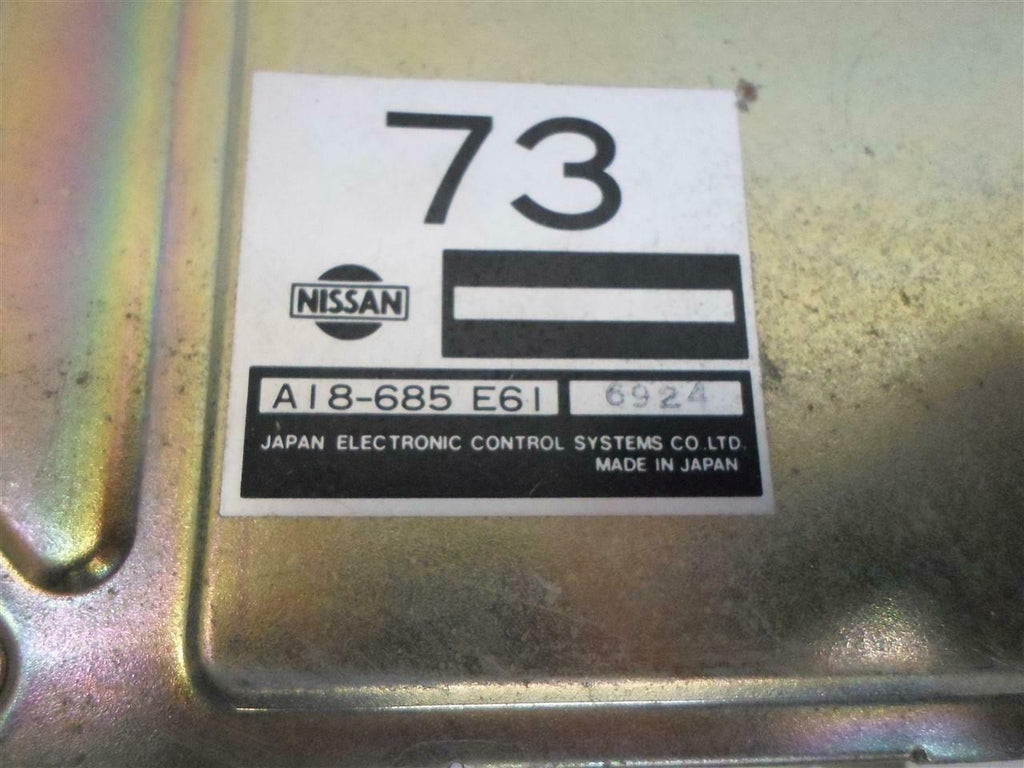 73
NISSAN
A18-685 E61 6924
JAPAN ELECTRONIC CONTROL SYSTEMS CO.LTD.
MADE IN JAPAN